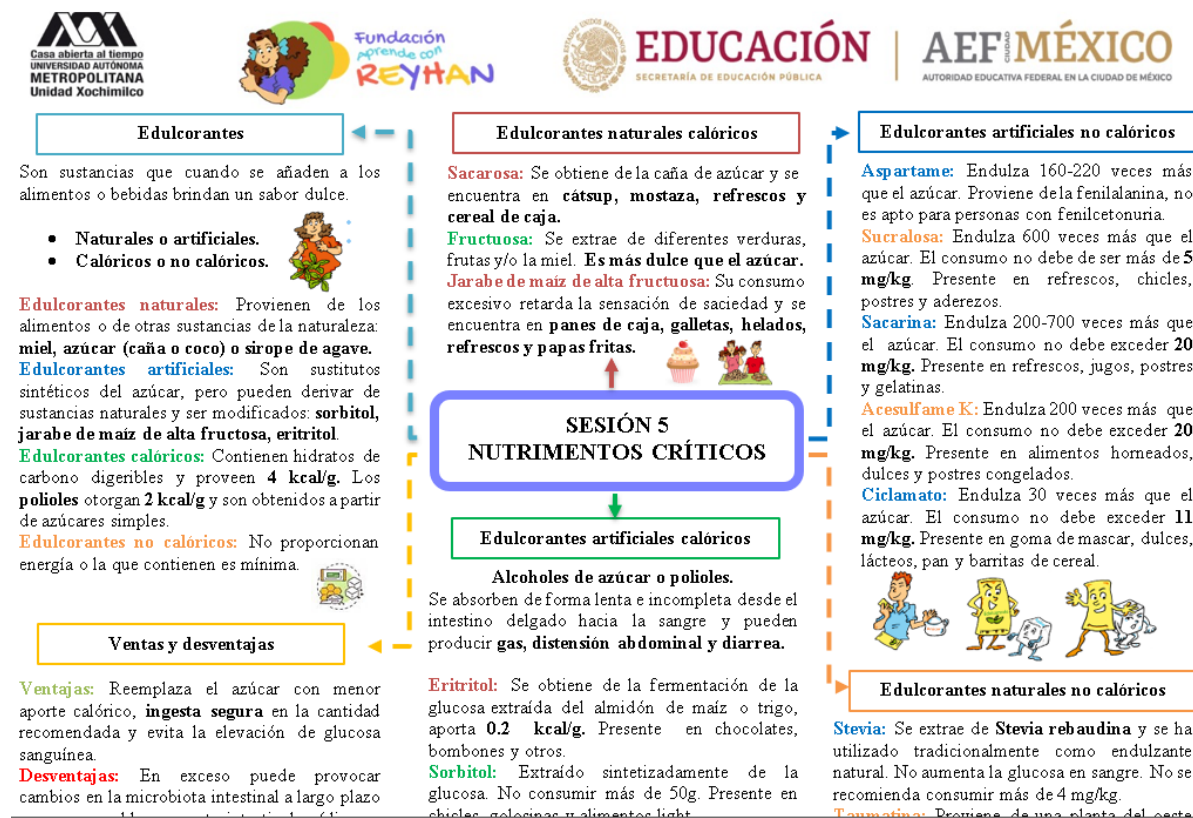 Casa abierta al tiempo
UNIVERSIDAD AUTÓNOMA
METROPOLITANA
Unidad Xochimilco
Fundación
aprende con
REYHAN
EDUCACIÓN
SECRETARÍA DE EDUCACIÓN PÚBLICA
AEF CIUDAD DE MÉXICO
AUTORIDAD EDUCATIVA FEDERAL EN LA CIUDAD DE MÉXICO
Edulcorantes
Son sustancias que cuando se añaden a los
alimentos o bebidas brindan un sabor dulce.
• Naturales o artificiales.
• Calóricos o no calóricos.
Edulcorantes naturales: Provienen de los
alimentos o de otras sustancias de la naturaleza:
miel, azúcar (caña o coco) o sirope de agave.
Edulcorantes artificiales: Son sustitutos
sintéticos del azúcar, pero pueden derivar de
sustancias naturales y ser modificados: sorbitol,
jarabe de maíz de alta fructosa, eritritol.
Edulcorantes calóricos: Contienen hidratos de
carbono digeribles y proveen 4 kcal/g. Los
polioles otorgan 2 kcal/g y son obtenidos a partir
de azúcares simples.
Edulcorantes no calóricos: No proporcionan
energía o la que contienen es mínima.
Ventas y desventajas
Ventajas: Reemplaza el azúcar con menor
aporte calórico, ingesta segura en la cantidad
recomendada y evita la elevación de glucosa
sanguínea.
Desventajas: En exceso puede provocar
cambios en la microbiota intestinal a largo plazo
Edulcorantes naturales calóricos
Sacarosa: Se obtiene de la caña de azúcar y se
encuentra en cátsup, mostaza, refrescos y
cereal de caja.
Fructuosa: Se extrae de diferentes verduras,
frutas y/o la miel. Es más dulce que el azúcar.
Jarabe de maíz de alta fructuosa: Su consumo
excesivo retarda la sensación de saciedad y se
encuentra en panes de caja, galletas, helados,
refrescos y papas fritas.
SESIÓN 5
NUTRIMENTOS CRÍTICOS
Edulcorantes artificiales calóricos
Alcoholes de azúcar o polioles.
Se absorben de forma lenta e incompleta desde el
intestino delgado hacia la sangre y pueden
producir gas, distensión abdominal y diarrea.
Eritritol: Se obtiene de la fermentación de la
glucosa extraída del almidón de maíz o trigo,
aporta 0.2 kcal/g. Presente en chocolates,
bombones y otros.
Sorbitol: Extraído sintetizadamente de la
glucosa. No consumir más de 50g. Presente en
chicles, golosinas y alimentos light.
Edulcorantes artificiales no calóricos
Aspartame: Endulza 160-220 veces más
que el azúcar. Proviene de la fenilalanina, no
es apto para personas con fenilcetonuria.
Sucralosa: Endulza 600 veces más que el
azúcar. El consumo no debe de ser más de 5
mg/kg. Presente en refrescos, chicles,
postres y aderezos.
Sacarina: Endulza 200-700 veces más que
el azúcar. El consumo no debe exceder 20
mg/kg. Presente en refrescos, jugos, postres
y gelatinas.
Acesulfame K: Endulza 200 veces más que
el azúcar. El consumo no debe exceder 20
mg/kg. Presente en alimentos horneados,
dulces y postres congelados.
Ciclamato: Endulza 30 veces más que el
azúcar. El consumo no debe exceder 11
mg/kg. Presente en goma de mascar, dulces,
lácteos, pan y barritas de cereal.
Edulcorantes naturales no calóricos
Stevia: Se extrae de Stevia rebaudina y se ha
utilizado tradicionalmente como endulzante
natural. No aumenta la glucosa en sangre. No se
recomienda consumir más de 4 mg/kg.
Taumatina: Proviene de una planta del oeste